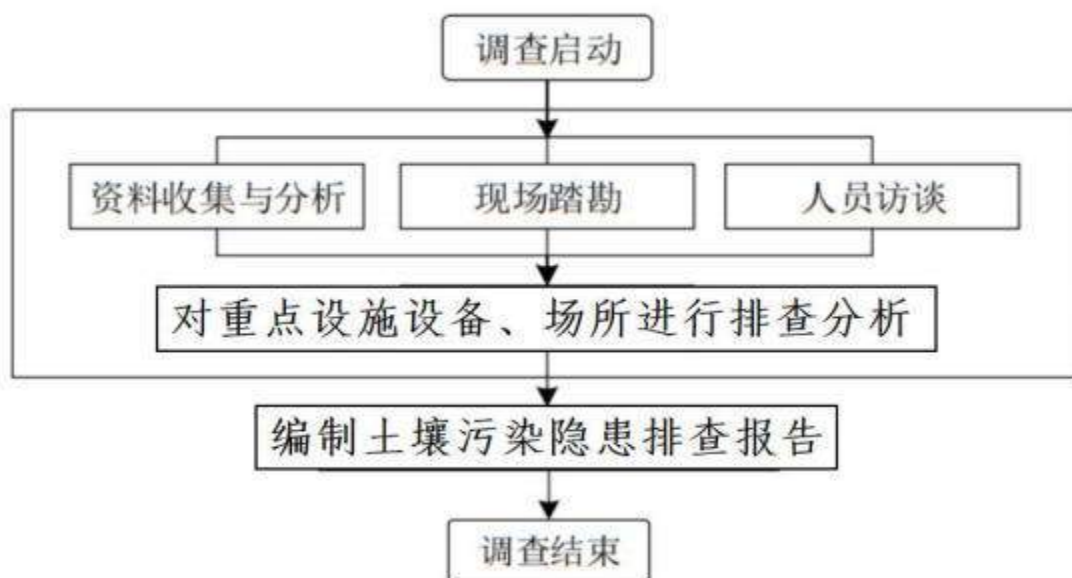 调查启动
资料收集与分析
现场踏勘
人员访谈
对重点设施设备、场所进行排查分析
编制土壤污染隐患排查报告
调查结束